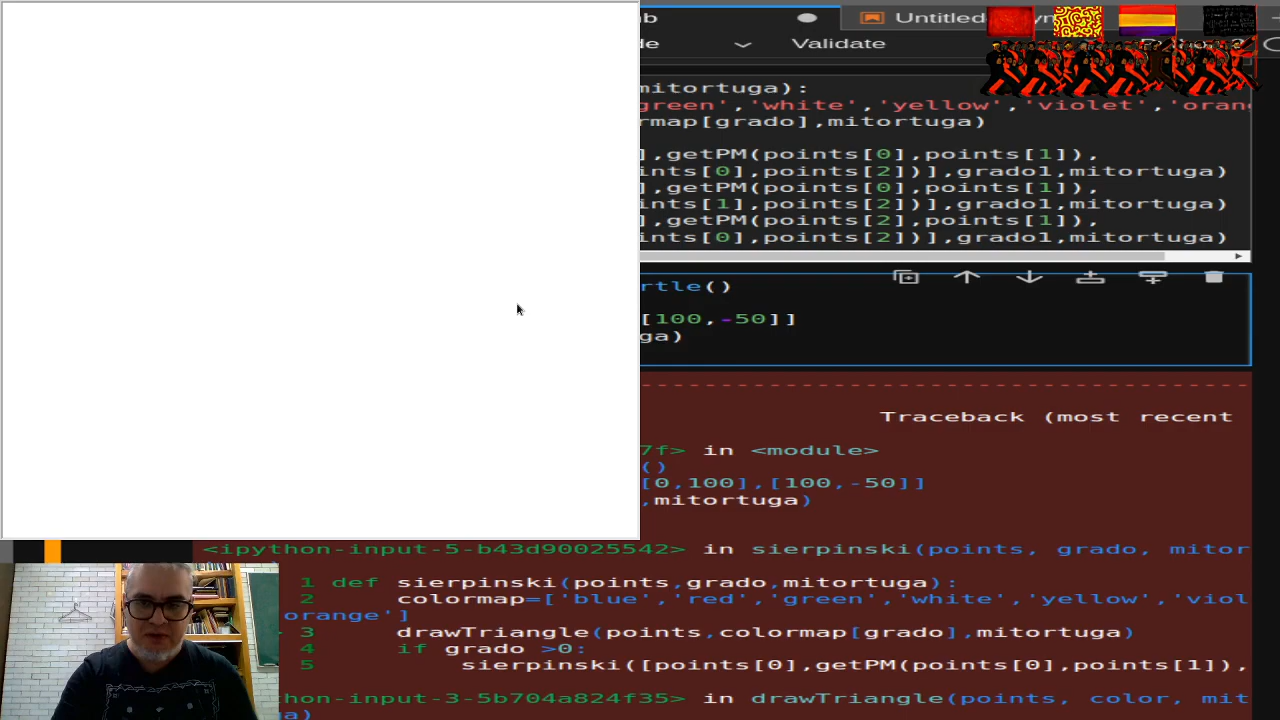 Untitled
Validate
mitortuga):
green','white','yellow','violet','oran
rmap[grado],mitortuga)
],getPM(points[0],points[1]),
ints[0],points[2])],grado1,mitortuga)
],getPM(points[0],points[1]),
ints[1],points[2])],grado1,mitortuga)
],getPM(points[2],points[1]),
ints[0],points[2])],grado1,mitortuga)
rtle()
[100,-50]]
ga)
Traceback (most recent
7f> in <module>
()
[0,100],[100,-50]]
,mitortuga)
<ipython-input-5-b43d90025542> in sierpinski(points, grado, mitor
1 def sierpinski(points,grado,mitortuga):
2 colormap=['blue','red','green','white','yellow','viol
orange']
3 drawTriangle(points,colormap[grado],mitortuga)
4 if grado >0:
5 sierpinski([points[0],getPM(points[0],points[1]),
python-input-3-5b704a824f35> in drawTriangle(points, color, mit
ga)